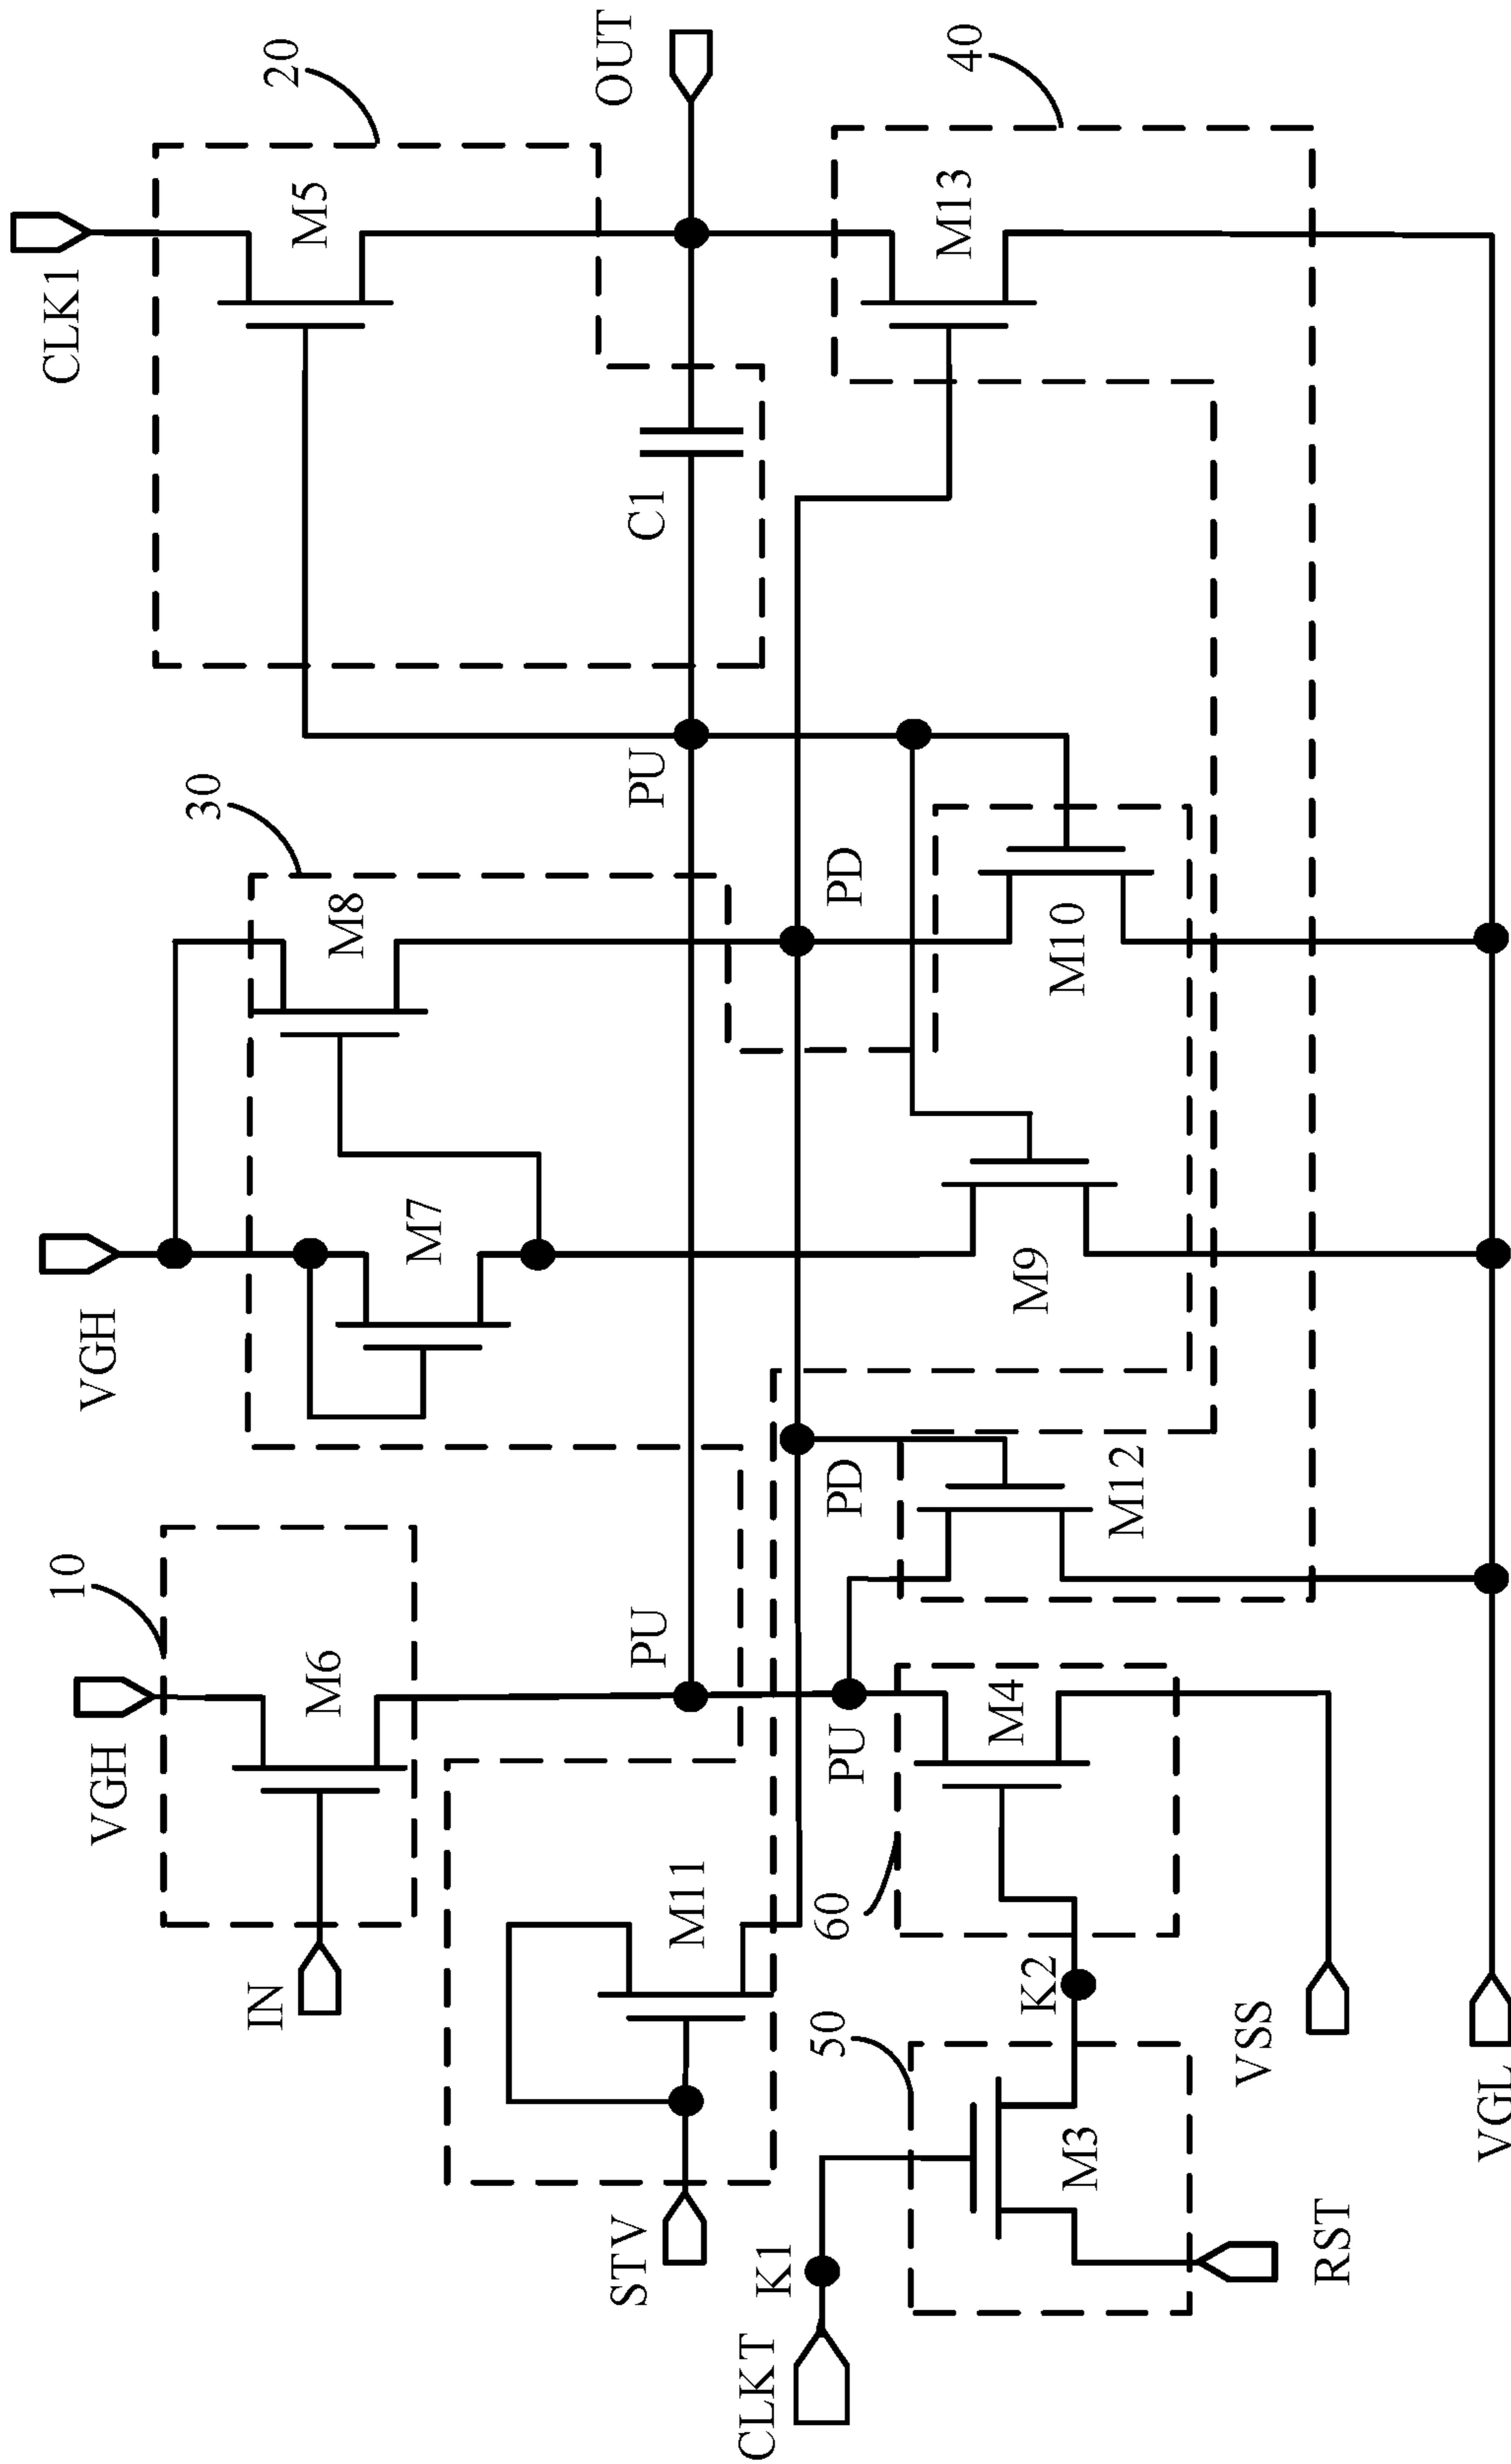 CLK1
20
M5
OUT
C1
40
M13
30
M8
PU
PD
M10
VGH
M7
M9
10
VGH
M6
IN
PU
PD
M12
PU
M4
60
M11
STV
K2
50
M3
K1
CLKT
RST
VSS
VGL